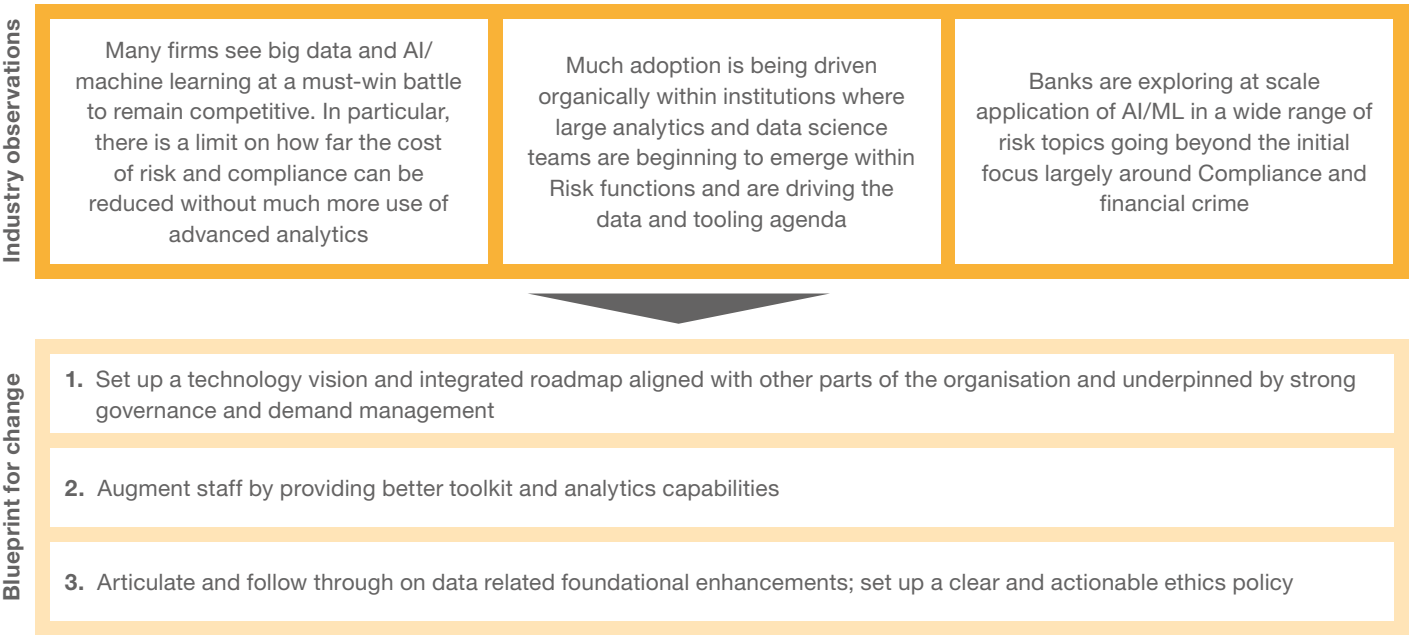 Industry observations
Many firms see big data and AI/
machine learning at a must-win battle
to remain competitive. In particular,
there is a limit on how far the cost
of risk and compliance can be
reduced without much more use of
advanced analytics
Much adoption is being driven
organically within institutions where
large analytics and data science
teams are beginning to emerge within
Risk functions and are driving the
data and tooling agenda
Banks are exploring at scale
application of AI/ML in a wide range of
risk topics going beyond the initial
focus largely around Compliance and
financial crime
Blueprint for change
1. Set up a technology vision and integrated roadmap aligned with other parts of the organisation and underpinned by strong
governance and demand management
2. Augment staff by providing better toolkit and analytics capabilities
3. Articulate and follow through on data related foundational enhancements; set up a clear and actionable ethics policy